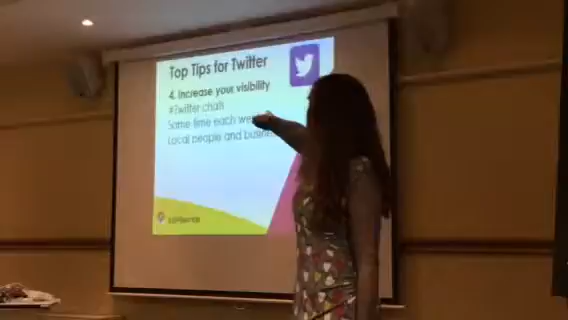 Top Tips for Twitter
4. Increase your visibility
#Twitter chats
Same time each
Local people and